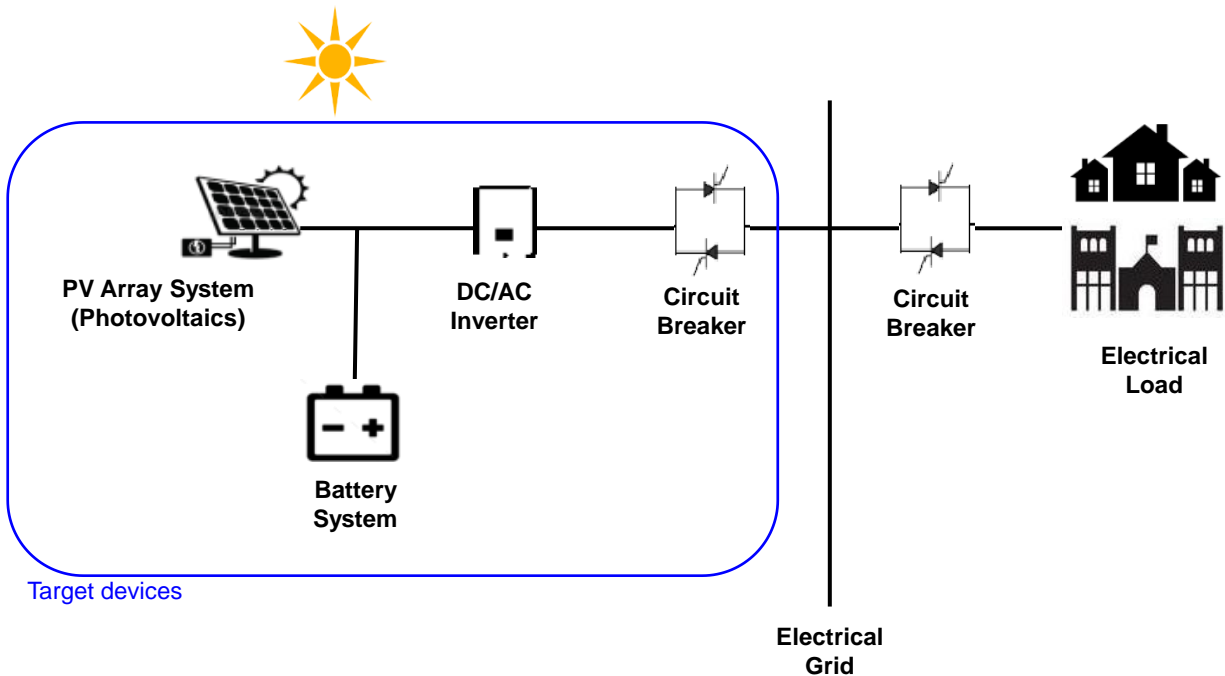 PV Array System
(Photovoltaics)
DC/AC
Inverter
Circuit
Breaker
Circuit
Breaker
Electrical
Load
Battery
System
Target devices
Electrical
Grid